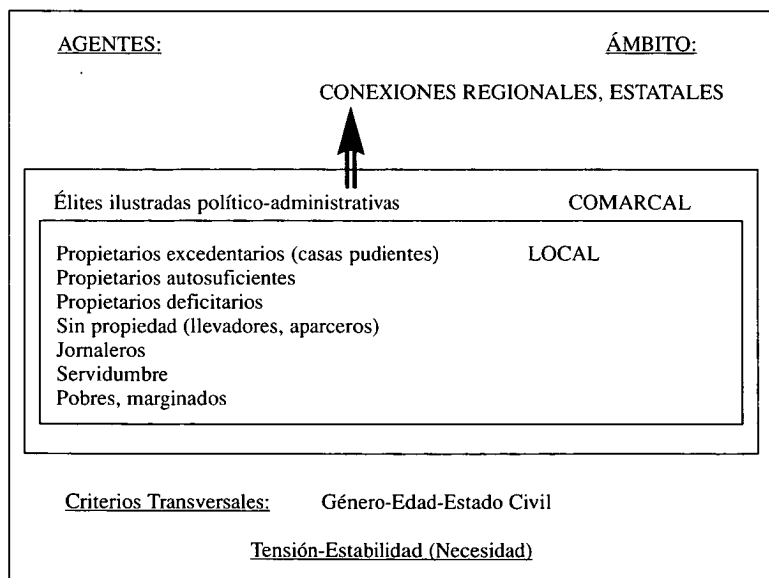 AGENTES: ÁMBITO:
CONEXIONES REGIONALES, ESTATALES
Élites ilustradas político-administrativas COMARCAL
Propietarios excedentarios (casas pudientes) LOCAL
Propietarios autosuficientes
Propietarios deficitarios
Sin propiedad (llevadores, aparceros)
Jornaleros
Servidumbre
Pobres, marginados
Criterios Transversales: Género-Edad-Estado Civil
Tensión-Estabilidad (Necesidad)